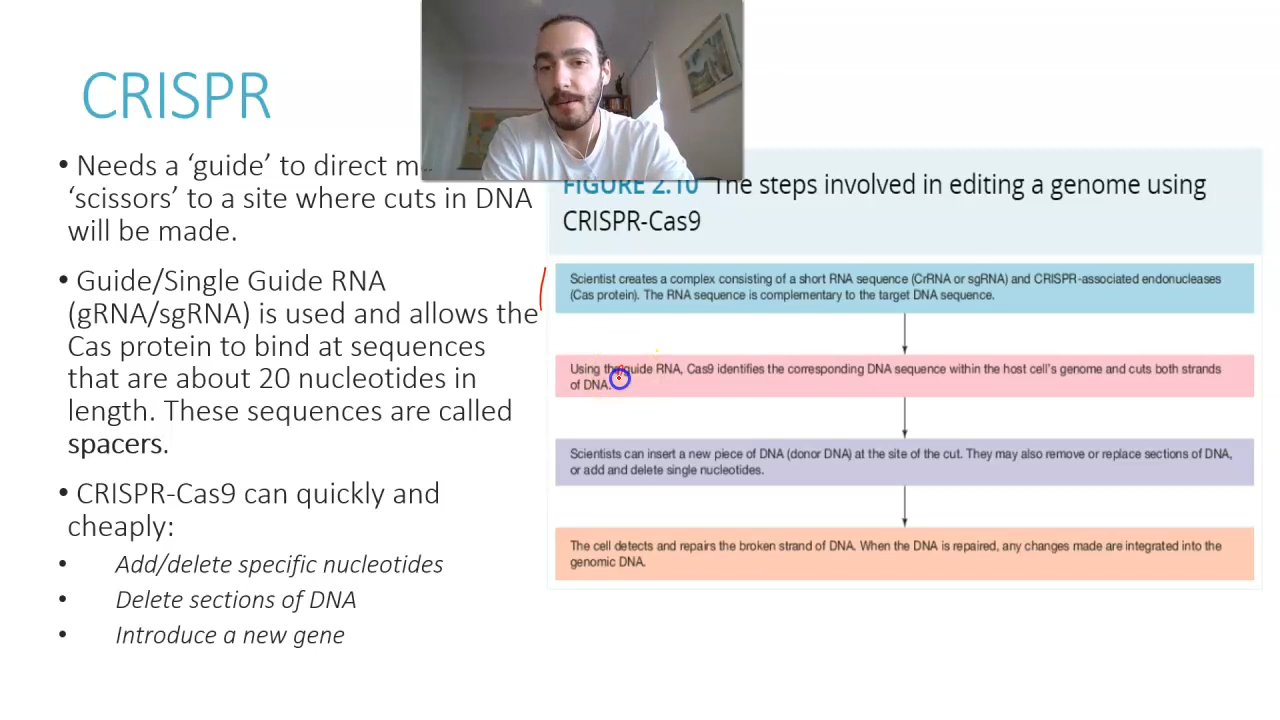 CRISPR
• Needs a ‘guide’ to direct
‘scissors’ to a site where cuts in DNA
will be made.
• Guide/Single Guide RNA
(gRNA/sgRNA) is used and allows the
Cas protein to bind at sequences
that are about 20 nucleotides in
length. These sequences are called
spacers.
• CRISPR-Cas9 can quickly and
cheaply:
• Add/delete specific nucleotides
• Delete sections of DNA
• Introduce a new gene
FIGURE 2.10 The steps involved in editing a genome using
CRISPR-Cas9
Scientist creates a complex consisting of a short RNA sequence (CrRNA or sgRNA) and CRISPR-associated endonucleases
(Cas protein). The RNA sequence is complementary to the target DNA sequence.
Using the guide RNA, Cas9 identifies the corresponding DNA sequence within the host cell's genome and cuts both strands
of DNA.
Scientists can insert a new piece of DNA (donor DNA) at the site of the cut. They may also remove or replace sections of DNA,
or add and delete single nucleotides.
The cell detects and repairs the broken strand of DNA. When the DNA is repaired, any changes made are integrated into the
genomic DNA.